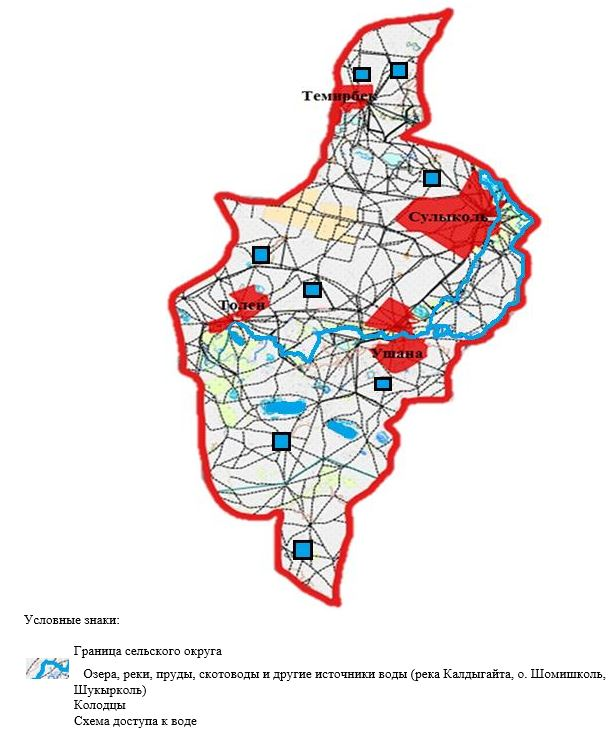 Темирбек
Сулыколь
Толен
Ушана
Условные знаки:
Граница сельского округа
Озера, реки, пруды, скотоводы и другие источники воды (река Калдыгайта, о. Шомишколь,
Шукырколь)
Колодцы
Схема доступа к воде